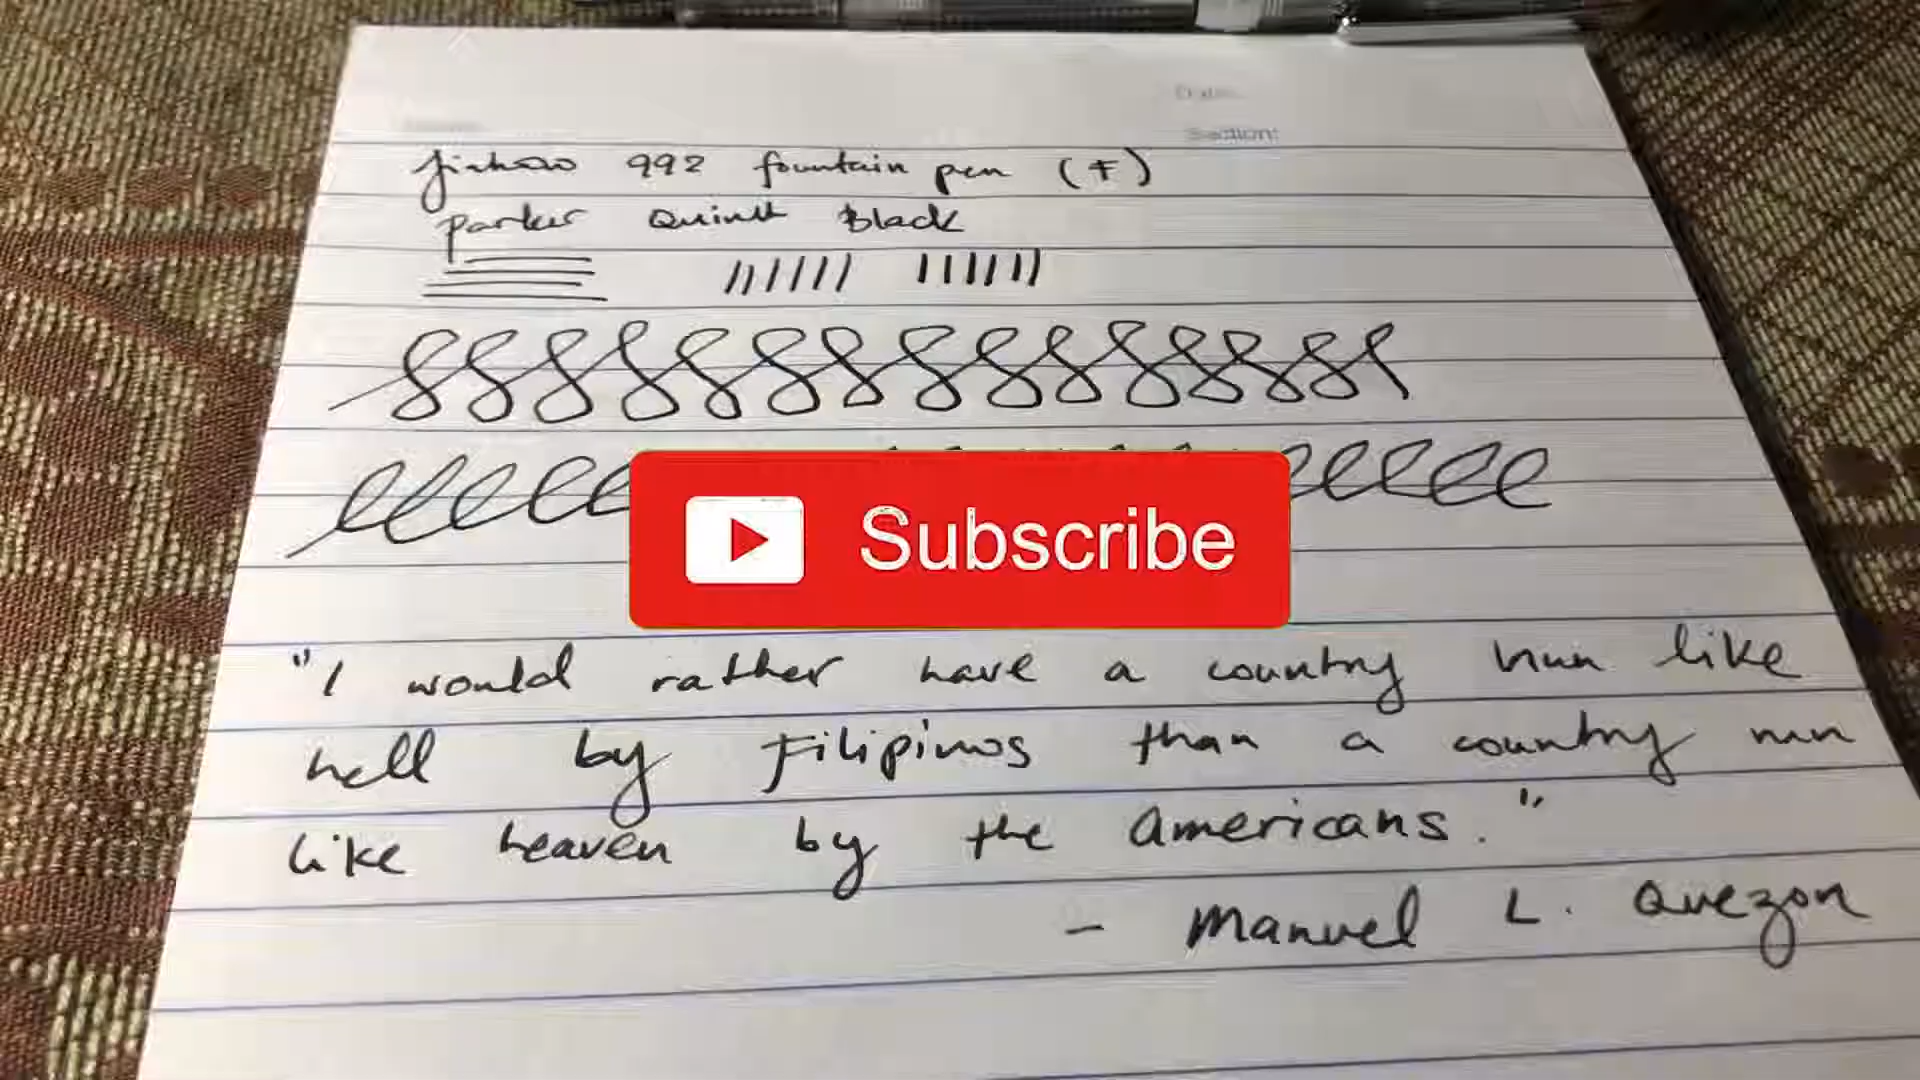 Date:
Section:
Jinhao 992 fountain pen (F)
Parker Quink Black
Subscribe
"I would rather have a country run like
hell by Filipinos than a country run
like heaven by the Americans."
- Manuel L. Quezon